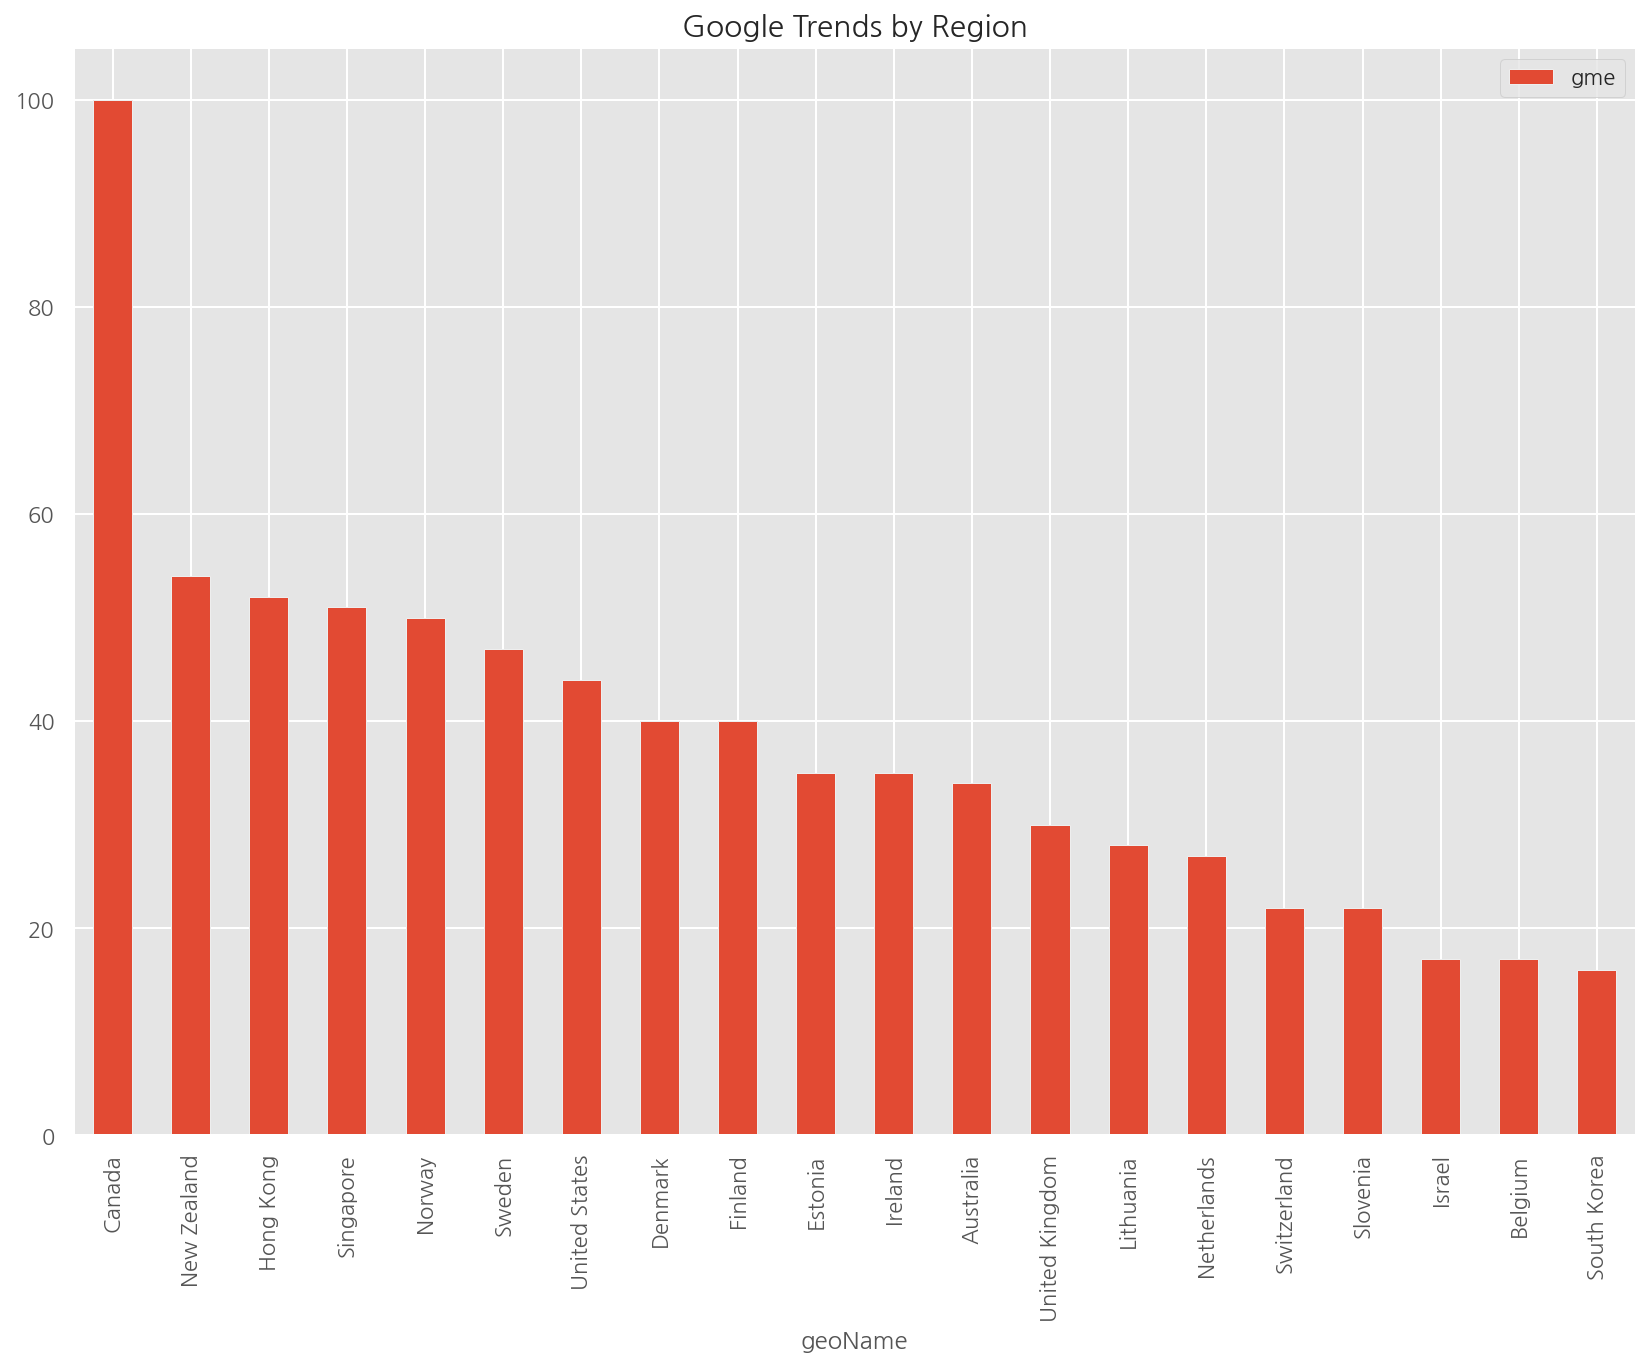 Google Trends by Region
gme
100
80
60
40
20
0
Canada
New Zealand
Hong Kong
Singapore
Norway
Sweden
United States
Denmark
Finland
Estonia
Ireland
Australia
United Kingdom
Lithuania
Netherlands
Switzerland
Slovenia
Israel
Belgium
South Korea
geoName